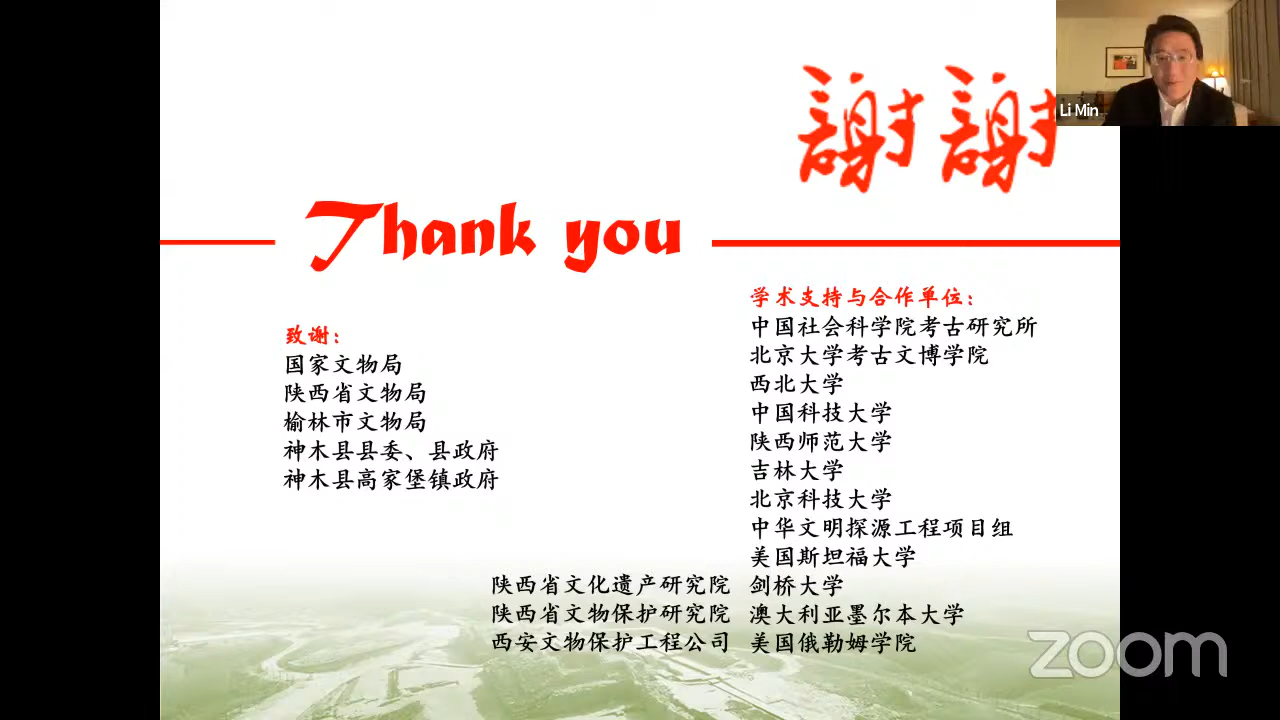 謝謝
Li Min
Thank you
致谢：
国家文物局
陕西省文物局
榆林市文物局
神木县县委、县政府
神木县高家堡镇政府
学术支持与合作单位：
中国社会科学院考古研究所
北京大学考古文博学院
西北大学
中国科技大学
陕西师范大学
吉林大学
北京科技大学
中华文明探源工程项目组
美国斯坦福大学
陕西省文化遗产研究院
剑桥大学
陕西省文物保护研究院
澳大利亚墨尔本大学
西安文物保护工程公司
美国俄勒姆学院
zoom